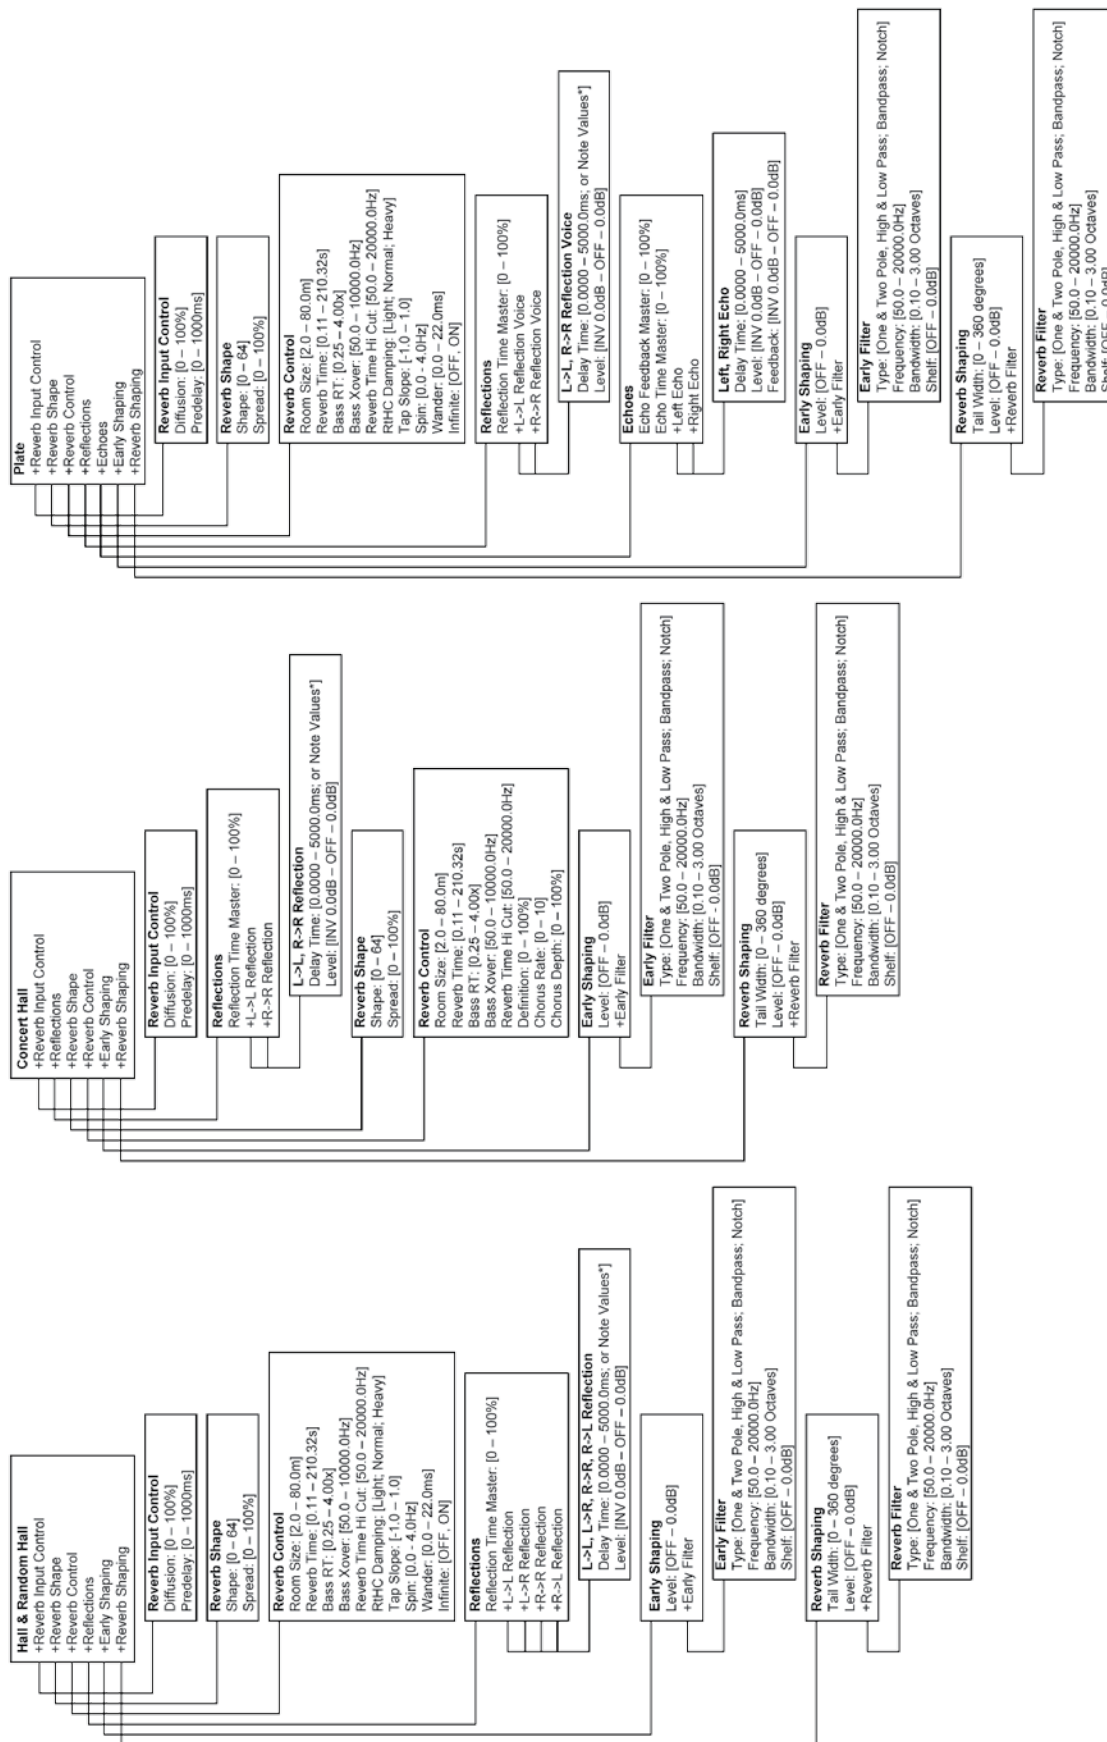 Hall & Random Hall
+Reverb Input Control
+Reverb Shape
+Reverb Control
+Reflections
+Early Shaping
+Reverb Shaping
Reverb Input Control
Diffusion: [0 – 100%]
Predelay: [0 – 1000ms]
Reverb Shape
Shape: [0 – 64]
Spread: [0 – 100%]
Reverb Control
Room Size: [2.0 – 80.0m]
Reverb Time: [0.11 – 210.32s]
Bass RT: [0.25 – 4.00x]
Bass Xover: [50.0 – 10000.0Hz]
Reverb Time Hi Cut: [50.0 – 20000.0Hz]
RtHC Damping: [Light; Normal; Heavy]
Tap Slope: [-1.0 – 1.0]
Spin: [0.0 - 4.0Hz]
Wander: [0.0 – 22.0ms]
Infinite: [OFF, ON]
Reflections
Reflection Time Master: [0 – 100%]
+L->L Reflection
+L->R Reflection
+R->R Reflection
+R->L Reflection
L->L, L->R, R->R, R->L Reflection
Delay Time: [0.0000 – 5000.0ms; or Note Values*]
Level: [INV 0.0dB – OFF – 0.0dB]
Early Shaping
Level: [OFF – 0.0dB]
+Early Filter
Early Filter
Type: [One & Two Pole, High & Low Pass; Bandpass; Notch]
Frequency: [50.0 – 20000.0Hz]
Bandwidth: [0.10 – 3.00 Octaves]
Shelf: [OFF – 0.0dB]
Reverb Shaping
Tail Width: [0 – 360 degrees]
Level: [OFF – 0.0dB]
+Reverb Filter
Reverb Filter
Type: [One & Two Pole, High & Low Pass; Bandpass; Notch]
Frequency: [50.0 – 20000.0Hz]
Bandwidth: [0.10 – 3.00 Octaves]
Shelf: [OFF – 0.0dB]
Concert Hall
+Reverb Input Control
+Reflections
+Reverb Shape
+Reverb Control
+Early Shaping
+Reverb Shaping
Reverb Input Control
Diffusion: [0 – 100%]
Predelay: [0 – 1000ms]
Reflections
Reflection Time Master: [0 – 100%]
+L->L Reflection
+R->R Reflection
L->L, R->R Reflection
Delay Time: [0.0000 – 5000.0ms; or Note Values*]
Level: [INV 0.0dB – OFF – 0.0dB]
Reverb Shape
Shape: [0 – 64]
Spread: [0 – 100%]
Reverb Control
Room Size: [2.0 – 80.0m]
Reverb Time: [0.11 – 210.32s]
Bass RT: [0.25 – 4.00x]
Bass Xover: [50.0 – 10000.0Hz]
Reverb Time Hi Cut: [50.0 – 20000.0Hz]
Definition: [0 – 100%]
Chorus Rate: [0 – 10]
Chorus Depth: [0 – 100%]
Early Shaping
Level: [OFF – 0.0dB]
+Early Filter
Early Filter
Type: [One & Two Pole, High & Low Pass; Bandpass; Notch]
Frequency: [50.0 – 20000.0Hz]
Bandwidth: [0.10 – 3.00 Octaves]
Shelf: [OFF - 0.0dB]
Reverb Shaping
Tail Width: [0 – 360 degrees]
Level: [OFF – 0.0dB]
+Reverb Filter
Reverb Filter
Type: [One & Two Pole, High & Low Pass; Bandpass; Notch]
Frequency: [50.0 – 20000.0Hz]
Bandwidth: [0.10 – 3.00 Octaves]
Shelf: [OFF – 0.0dB]
Plate
+Reverb Input Control
+Reverb Shape
+Reverb Control
+Reflections
+Echoes
+Early Shaping
+Reverb Shaping
Reverb Input Control
Diffusion: [0 – 100%]
Predelay: [0 – 1000ms]
Reverb Shape
Shape: [0 – 64]
Spread: [0 – 100%]
Reverb Control
Room Size: [2.0 – 80.0m]
Reverb Time: [0.11 – 210.32s]
Bass RT: [0.25 – 4.00x]
Bass Xover: [50.0 – 10000.0Hz]
Reverb Time Hi Cut: [50.0 – 20000.0Hz]
RtHC Damping: [Light; Normal; Heavy]
Tap Slope: [-1.0 – 1.0]
Spin: [0.0 - 4.0Hz]
Wander: [0.0 – 22.0ms]
Infinite: [OFF, ON]
Reflections
Reflection Time Master: [0 – 100%]
+L->L Reflection Voice
+R->R Reflection Voice
L->L, R->R Reflection Voice
Delay Time: [0.0000 – 5000.0ms; or Note Values*]
Level: [INV 0.0dB – OFF – 0.0dB]
Echoes
Echo Feedback Master: [0 – 100%]
Echo Time Master: [0 – 100%]
+Left Echo
+Right Echo
Left, Right Echo
Delay Time: [0.0000 – 5000.0ms]
Level: [INV 0.0dB – OFF – 0.0dB]
Feedback: [INV 0.0dB – OFF – 0.0dB]
Early Shaping
Level: [OFF – 0.0dB]
+Early Filter
Early Filter
Type: [One & Two Pole, High & Low Pass; Bandpass; Notch]
Frequency: [50.0 – 20000.0Hz]
Bandwidth: [0.10 – 3.00 Octaves]
Shelf: [OFF – 0.0dB]
Reverb Shaping
Tail Width: [0 – 360 degrees]
Level: [OFF – 0.0dB]
+Reverb Filter
Reverb Filter
Type: [One & Two Pole, High & Low Pass; Bandpass; Notch]
Frequency: [50.0 – 20000.0Hz]
Bandwidth: [0.10 – 3.00 Octaves]
Shelf: [OFF – 0.0dB]